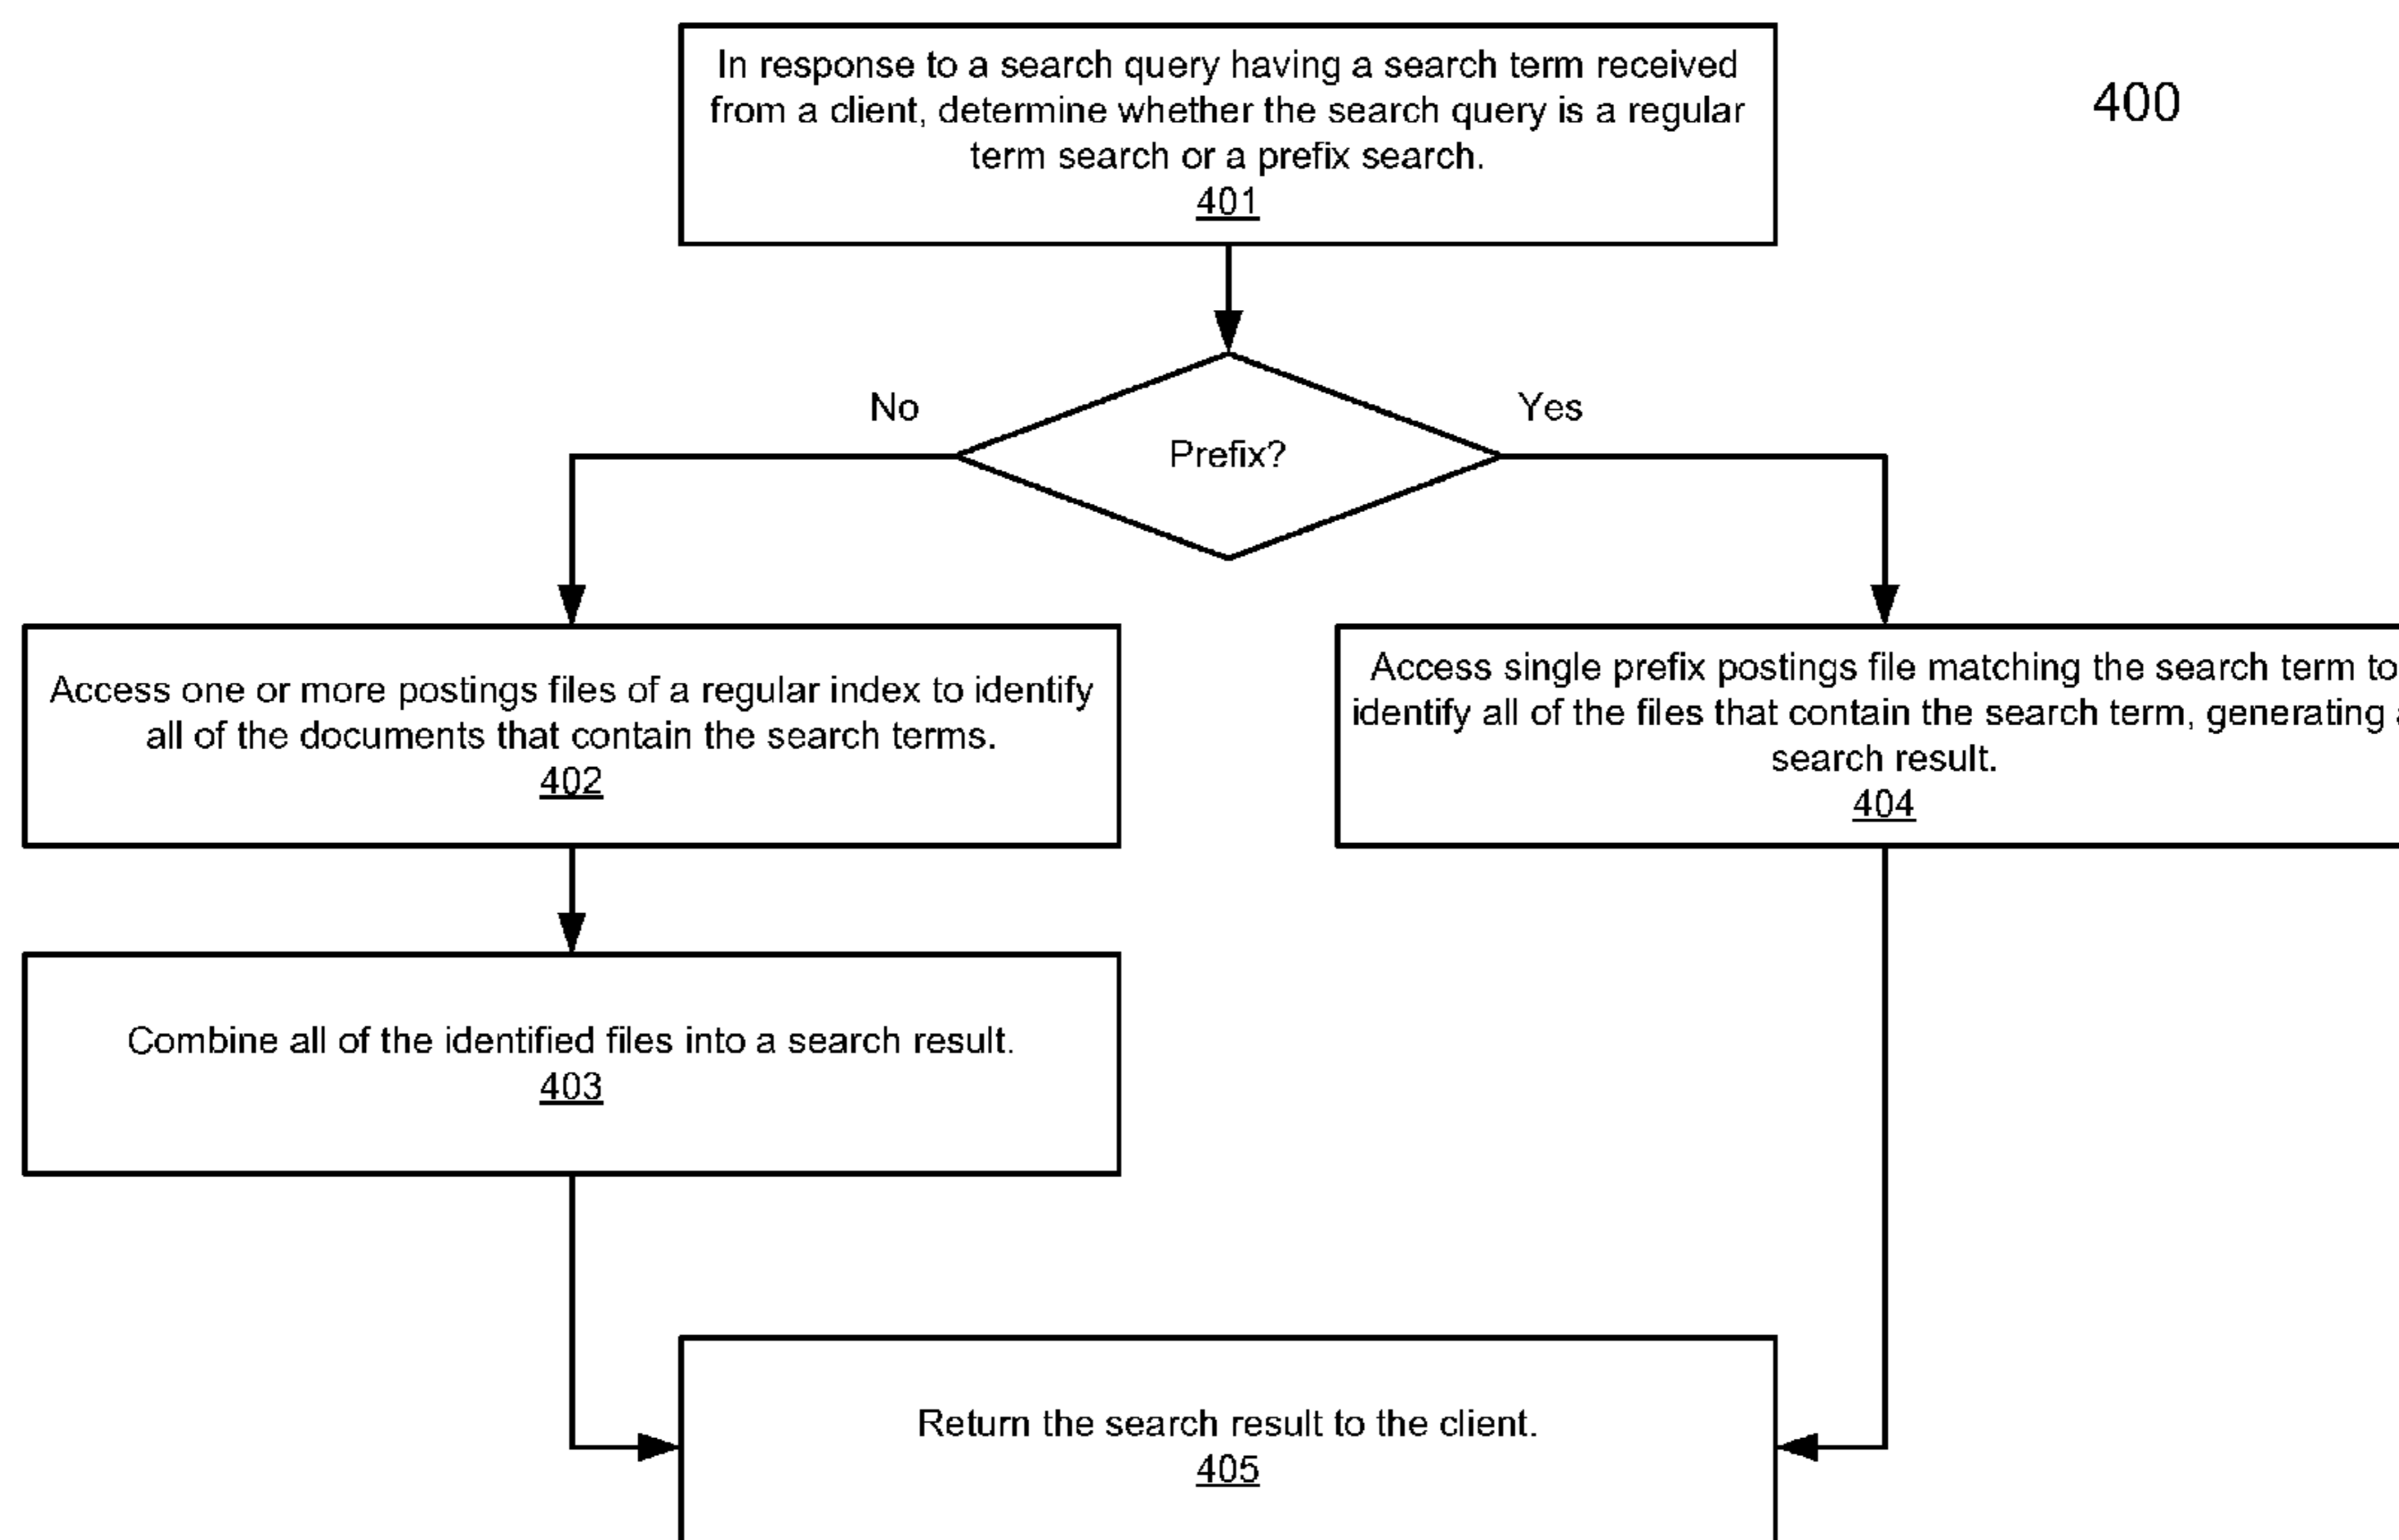 In response to a search query having a search term received
from a client, determine whether the search query is a regular
term search or a prefix search.
401
400
No
Yes
Prefix?
Access one or more postings files of a regular index to identify
all of the documents that contain the search terms.
402
Access single prefix postings file matching the search term to
identify all of the files that contain the search term, generating a
search result.
404
Combine all of the identified files into a search result.
403
Return the search result to the client.
405